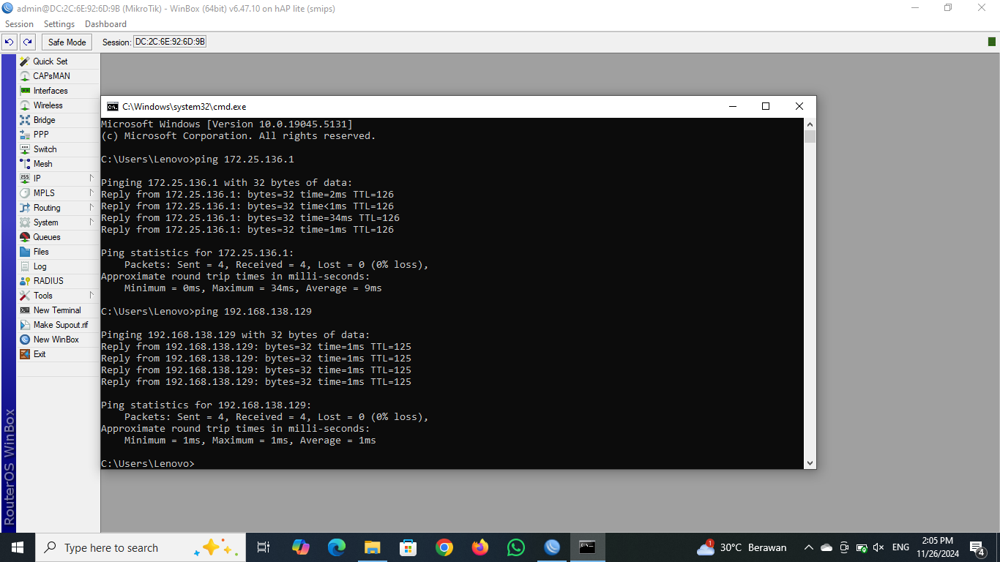 admin@DC:2C:6E:92:6D:9B (MikroTik) - WinBox (64bit) v6.47.10 on hAP lite (smips)
Session Settings Dashboard
Safe Mode Session: DC:2C:6E:92:6D:9B
Quick Set
CAPsMAN
Interfaces
Wireless
Bridge
PPP
Switch
Mesh
IP
MPLS
Routing
System
Queues
Files
Log
RADIUS
Tools
New Terminal
Make Supout.rif
New WinBox
Exit
RouterOS WinBox
C:\Windows\system32\cmd.exe
Microsoft Windows [Version 10.0.19045.5131]
(c) Microsoft Corporation. All rights reserved.
C:\Users\Lenovo>ping 172.25.136.1
Pinging 172.25.136.1 with 32 bytes of data:
Reply from 172.25.136.1: bytes=32 time=2ms TTL=126
Reply from 172.25.136.1: bytes=32 time<1ms TTL=126
Reply from 172.25.136.1: bytes=32 time=34ms TTL=126
Reply from 172.25.136.1: bytes=32 time=1ms TTL=126
Ping statistics for 172.25.136.1:
Packets: Sent = 4, Received = 4, Lost = 0 (0% loss),
Approximate round trip times in milli-seconds:
Minimum = 0ms, Maximum = 34ms, Average = 9ms
C:\Users\Lenovo>ping 192.168.138.129
Pinging 192.168.138.129 with 32 bytes of data:
Reply from 192.168.138.129: bytes=32 time=1ms TTL=125
Reply from 192.168.138.129: bytes=32 time=1ms TTL=125
Reply from 192.168.138.129: bytes=32 time=1ms TTL=125
Reply from 192.168.138.129: bytes=32 time=1ms TTL=125
Ping statistics for 192.168.138.129:
Packets: Sent = 4, Received = 4, Lost = 0 (0% loss),
Approximate round trip times in milli-seconds:
Minimum = 1ms, Maximum = 1ms, Average = 1ms
C:\Users\Lenovo>
Type here to search
1
30°C Berawan
ENG
2:05 PM
11/26/2024
4